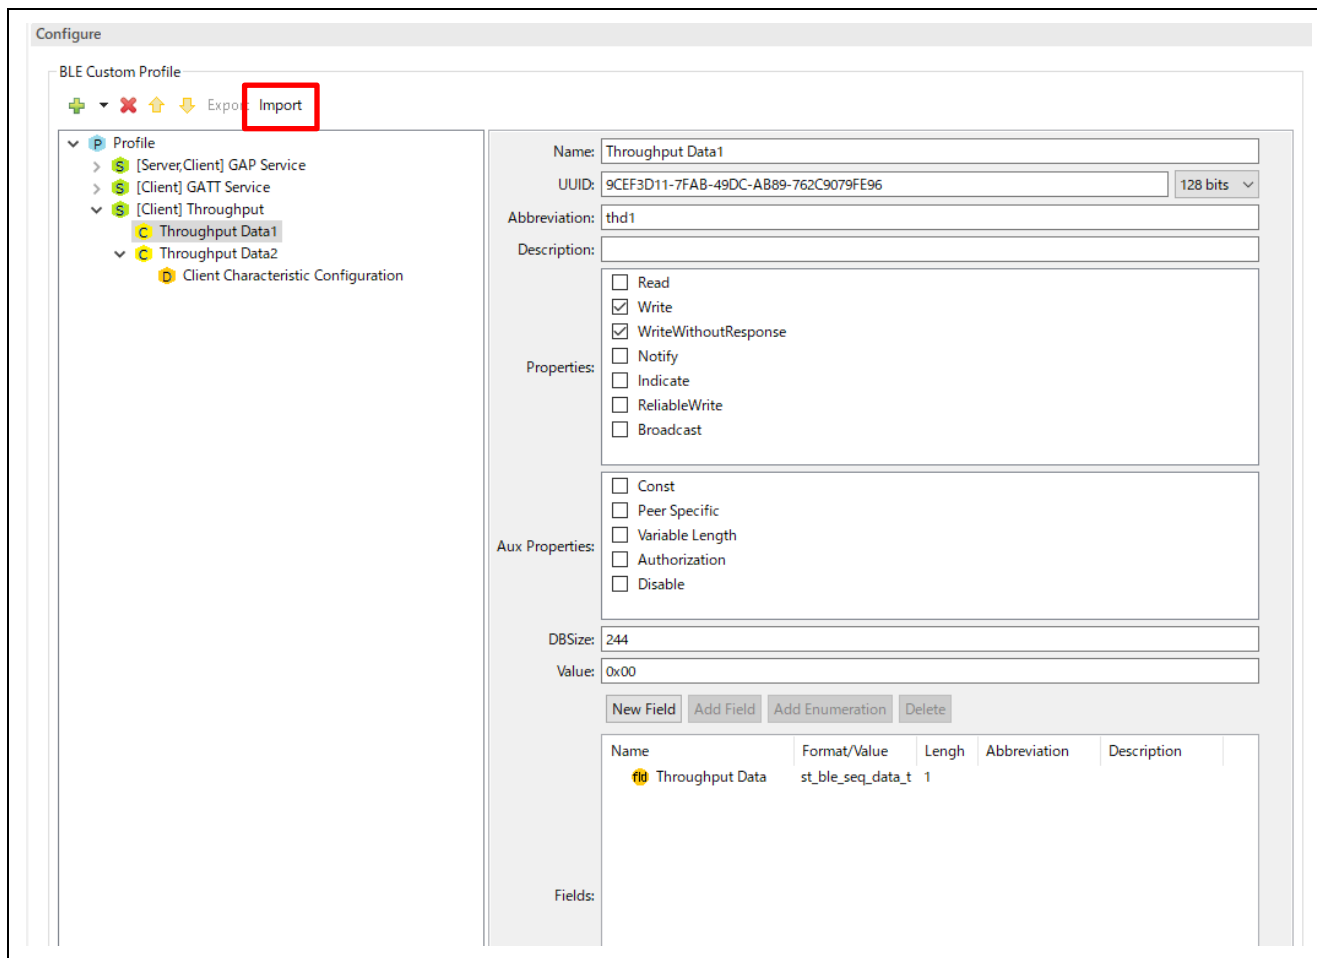 Configure
BLE Custom Profile
Export Import
P Profile
S [Server,Client] GAP Service
S [Client] GATT Service
S [Client] Throughput
C Throughput Data1
C Throughput Data2
D Client Characteristic Configuration
Name: Throughput Data1
UUID: 9CEF3D11-7FAB-49DC-AB89-762C9079FE96 128 bits
Abbreviation: thd1
Description:
Properties:
Read
Write
WriteWithoutResponse
Notify
Indicate
ReliableWrite
Broadcast
Aux Properties:
Const
Peer Specific
Variable Length
Authorization
Disable
DBSize: 244
Value: 0x00
New Field Add Field Add Enumeration Delete
Fields:
Name Format/Value Lengh Abbreviation Description
fld Throughput Data st_ble_seq_data_t 1